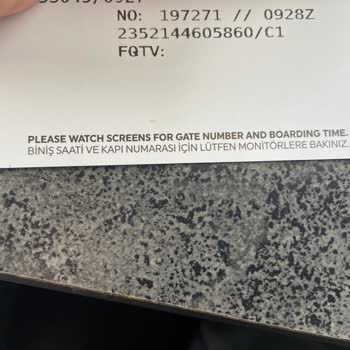 NO: 197271 // 0928Z
2352144605860/C1
FQTV:
PLEASE WATCH SCREENS FOR GATE NUMBER AND BOARDING TIME.
BİNİŞ SAATİ VE KAPI NUMARASI İÇİN LÜTFEN MONİTÖRLERE BAKINIZ.